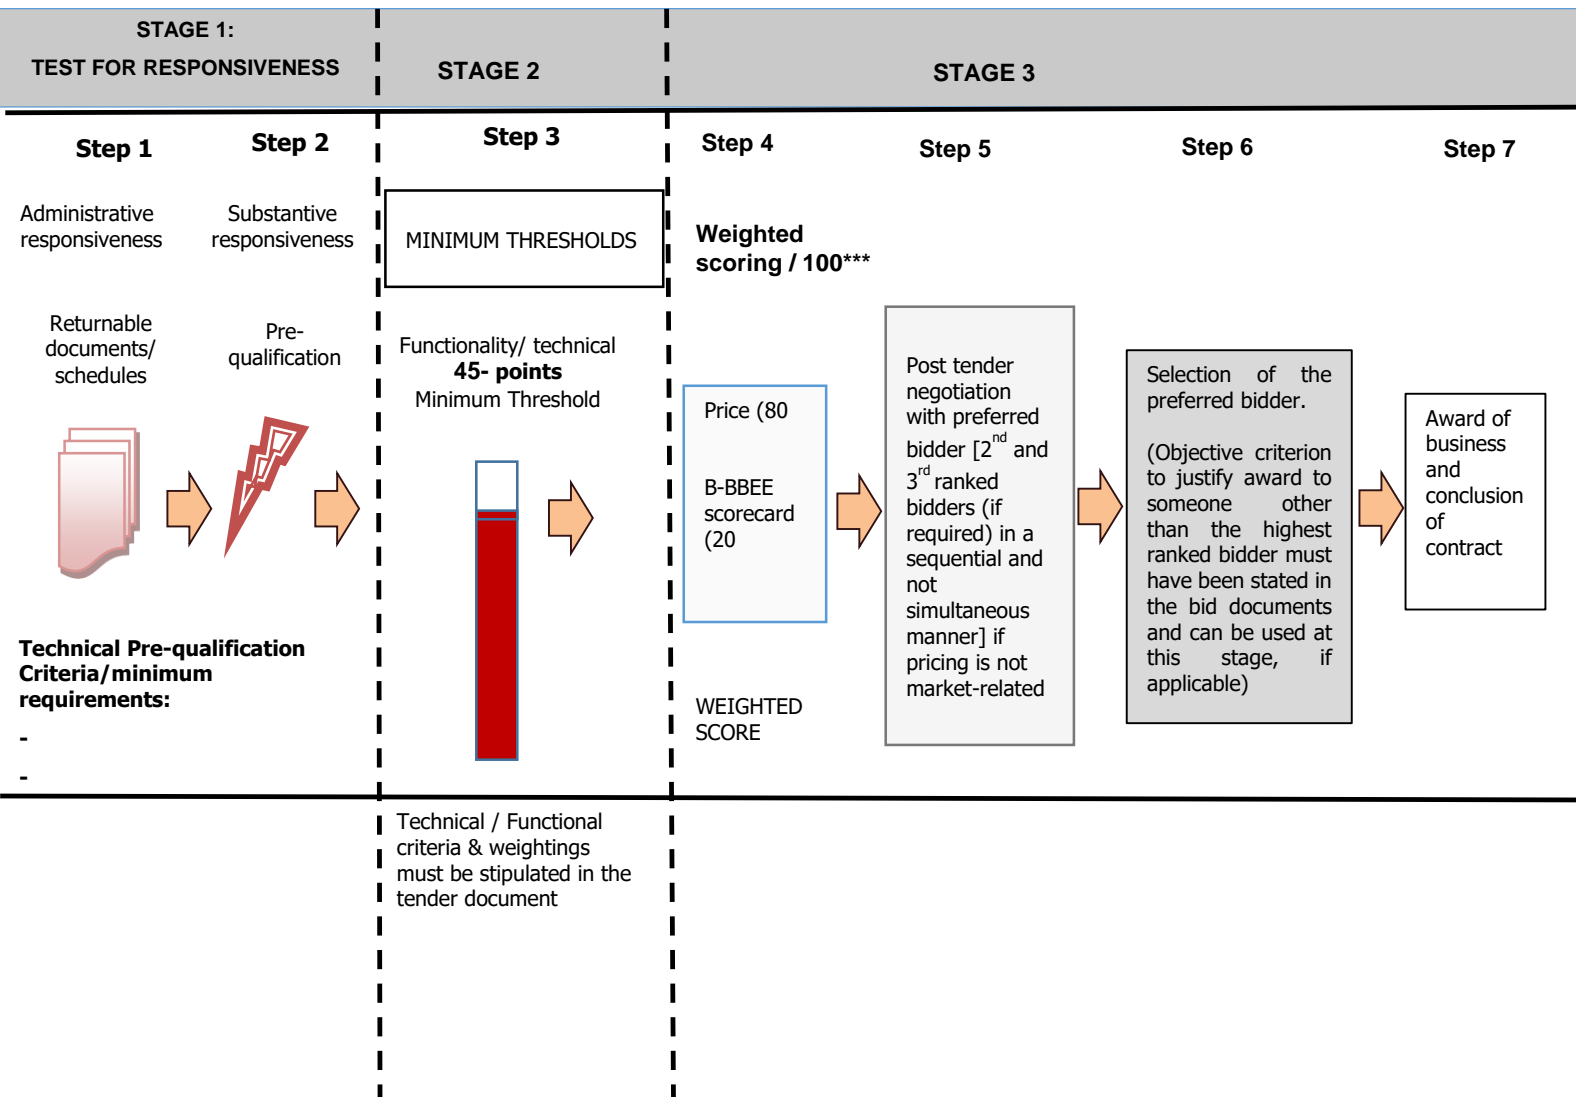 STAGE 1:
TEST FOR RESPONSIVENESS
STAGE 2
STAGE 3
Step 1
Step 2
Step 3
Step 4
Step 5
Step 6
Step 7
Administrative
responsiveness
Substantive
responsiveness
MINIMUM THRESHOLDS
Weighted
scoring / 100***
Returnable
documents/
schedules
Pre-
qualification
Functionality/ technical
45- points
Minimum Threshold
Price (80
B-BBEE
scorecard
(20
WEIGHTED
SCORE
Post tender
negotiation
with preferred
bidder [2nd and
3rd ranked
bidders (if
required) in a
sequential and
not
simultaneous
manner] if
pricing is not
market-related
Selection of the
preferred bidder.
(Objective criterion
to justify award to
someone other
than the highest
ranked bidder must
have been stated in
the bid documents
and can be used at
this stage, if
applicable)
Award of
business
and
conclusion
of
contract
Technical Pre-qualification
Criteria/minimum
requirements:
-
-
Technical / Functional
criteria & weightings
must be stipulated in the
tender document